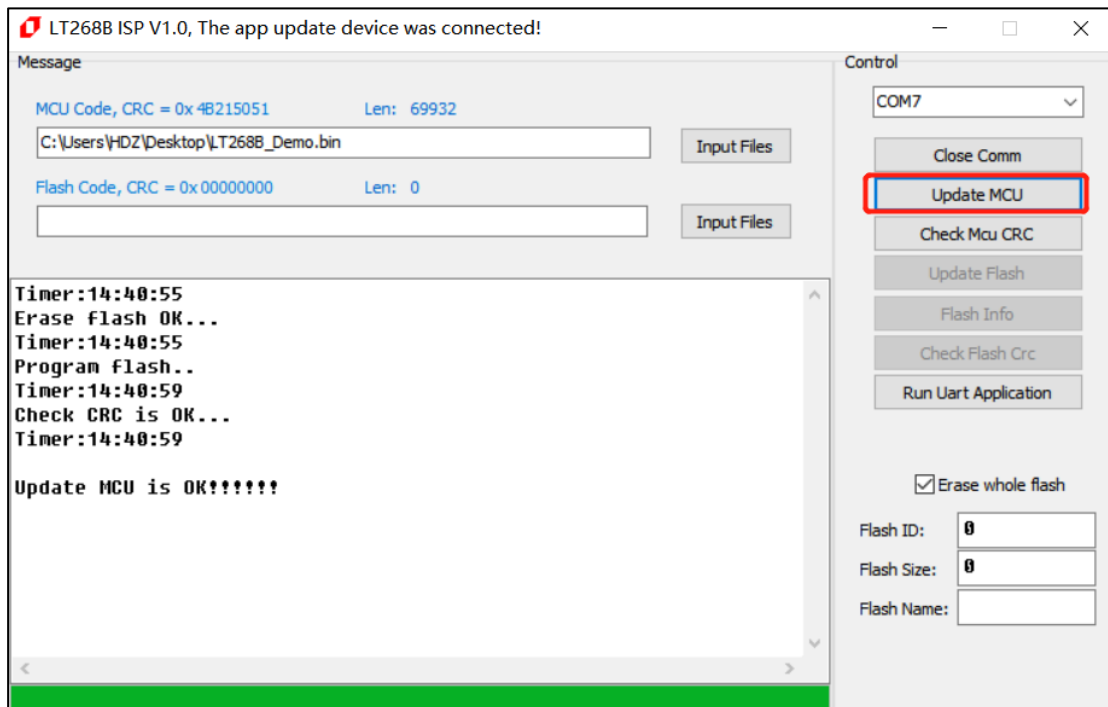 LT268B ISP V1.0, The app update device was connected!
Message
MCU Code, CRC = 0x 4B215051 Len: 69932
C:\Users\HDZ\Desktop\LT268B_Demo.bin
Input Files
Flash Code, CRC = 0x 00000000 Len: 0
Input Files
Timer:14:40:55
Erase flash OK...
Timer:14:40:55
Program flash..
Timer:14:40:59
Check CRC is OK...
Timer:14:40:59
Update MCU is OK!!!!!!
Control
COM7
Close Comm
Update MCU
Check Mcu CRC
Update Flash
Flash Info
Check Flash Crc
Run Uart Application
Erase whole flash
Flash ID: 0
Flash Size: 0
Flash Name: